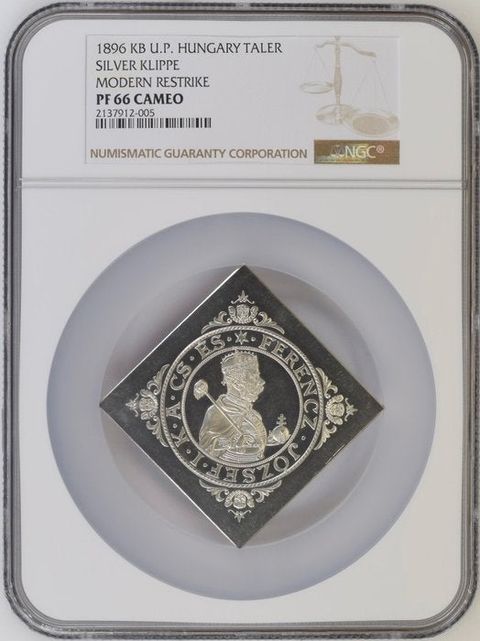 1896 KB U.P. HUNGARY TALER
SILVER KLIPPE
MODERN RESTRIKE
PF 66 CAMEO
2137912-005
NUMISMATIC GUARANTY CORPORATION
NGC®
FERENCZ · JÓZSEF · I · K · A · CS · ES ·